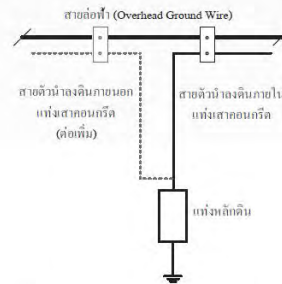 สายล่อฟ้า (Overhead Ground Wire)
สายตัวนำลงดินภายนอก
แท่งเสาคอนกรีต
(ต่อเพิ่ม)
สายตัวนำลงดินภายใน
แท่งเสาคอนกรีต
แท่งหลักดิน